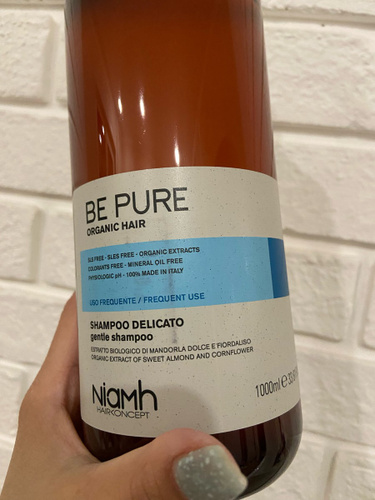 BE PURE
ORGANIC HAIR
SLS FREE - SLES FREE - ORGANIC EXTRACTS
COLORANTS FREE - MINERAL OIL FREE
PHYSIOLOGIC pH - 100% MADE IN ITALY
USO FREQUENTE / FREQUENT USE
SHAMPOO DELICATO
gentle shampoo
ESTRATTO BIOLOGICO DI MANDORLA DOLCE E FIORDALISO
ORGANIC EXTRACT OF SWEET ALMOND AND CORNFLOWER
1000ml ℮
Niamh
HAIRKONCEPT